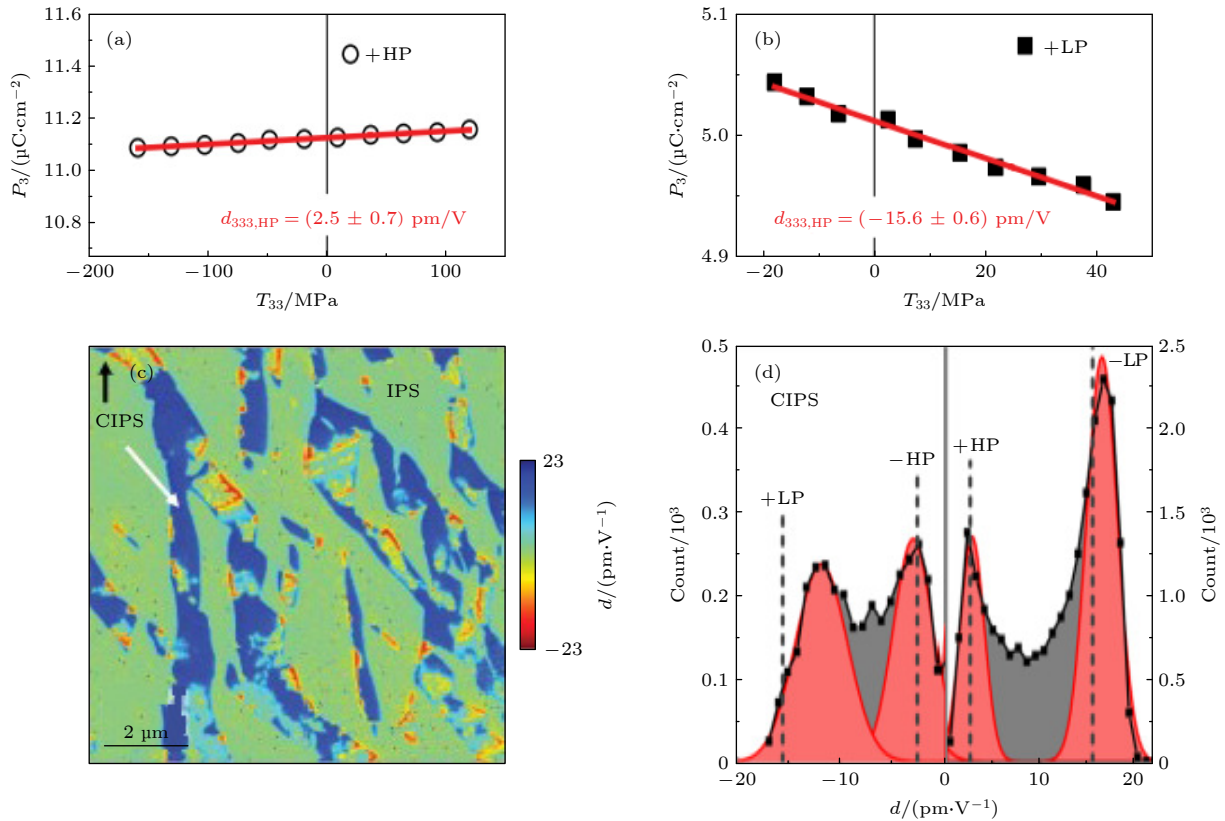 (a)
+HP
P₃/(μC·cm⁻²)
11.6
11.4
11.2
11.0
10.8
d₃₃₃,HP = (2.5 ± 0.7) pm/V
−200
−100
0
100
T₃₃/MPa
(b)
+LP
P₃/(μC·cm⁻²)
5.1
5.0
4.9
d₃₃₃,HP = (−15.6 ± 0.6) pm/V
−20
0
20
40
T₃₃/MPa
(c)
IPS
CIPS
2 μm
23
d/(pm·V⁻¹)
−23
(d)
CIPS
+LP
−HP
+HP
−LP
Count/10³
0.5
0.4
0.3
0.2
0.1
0
2.5
2.0
1.5
1.0
0.5
0
Count/10³
−20
−10
0
10
20
d/(pm·V⁻¹)